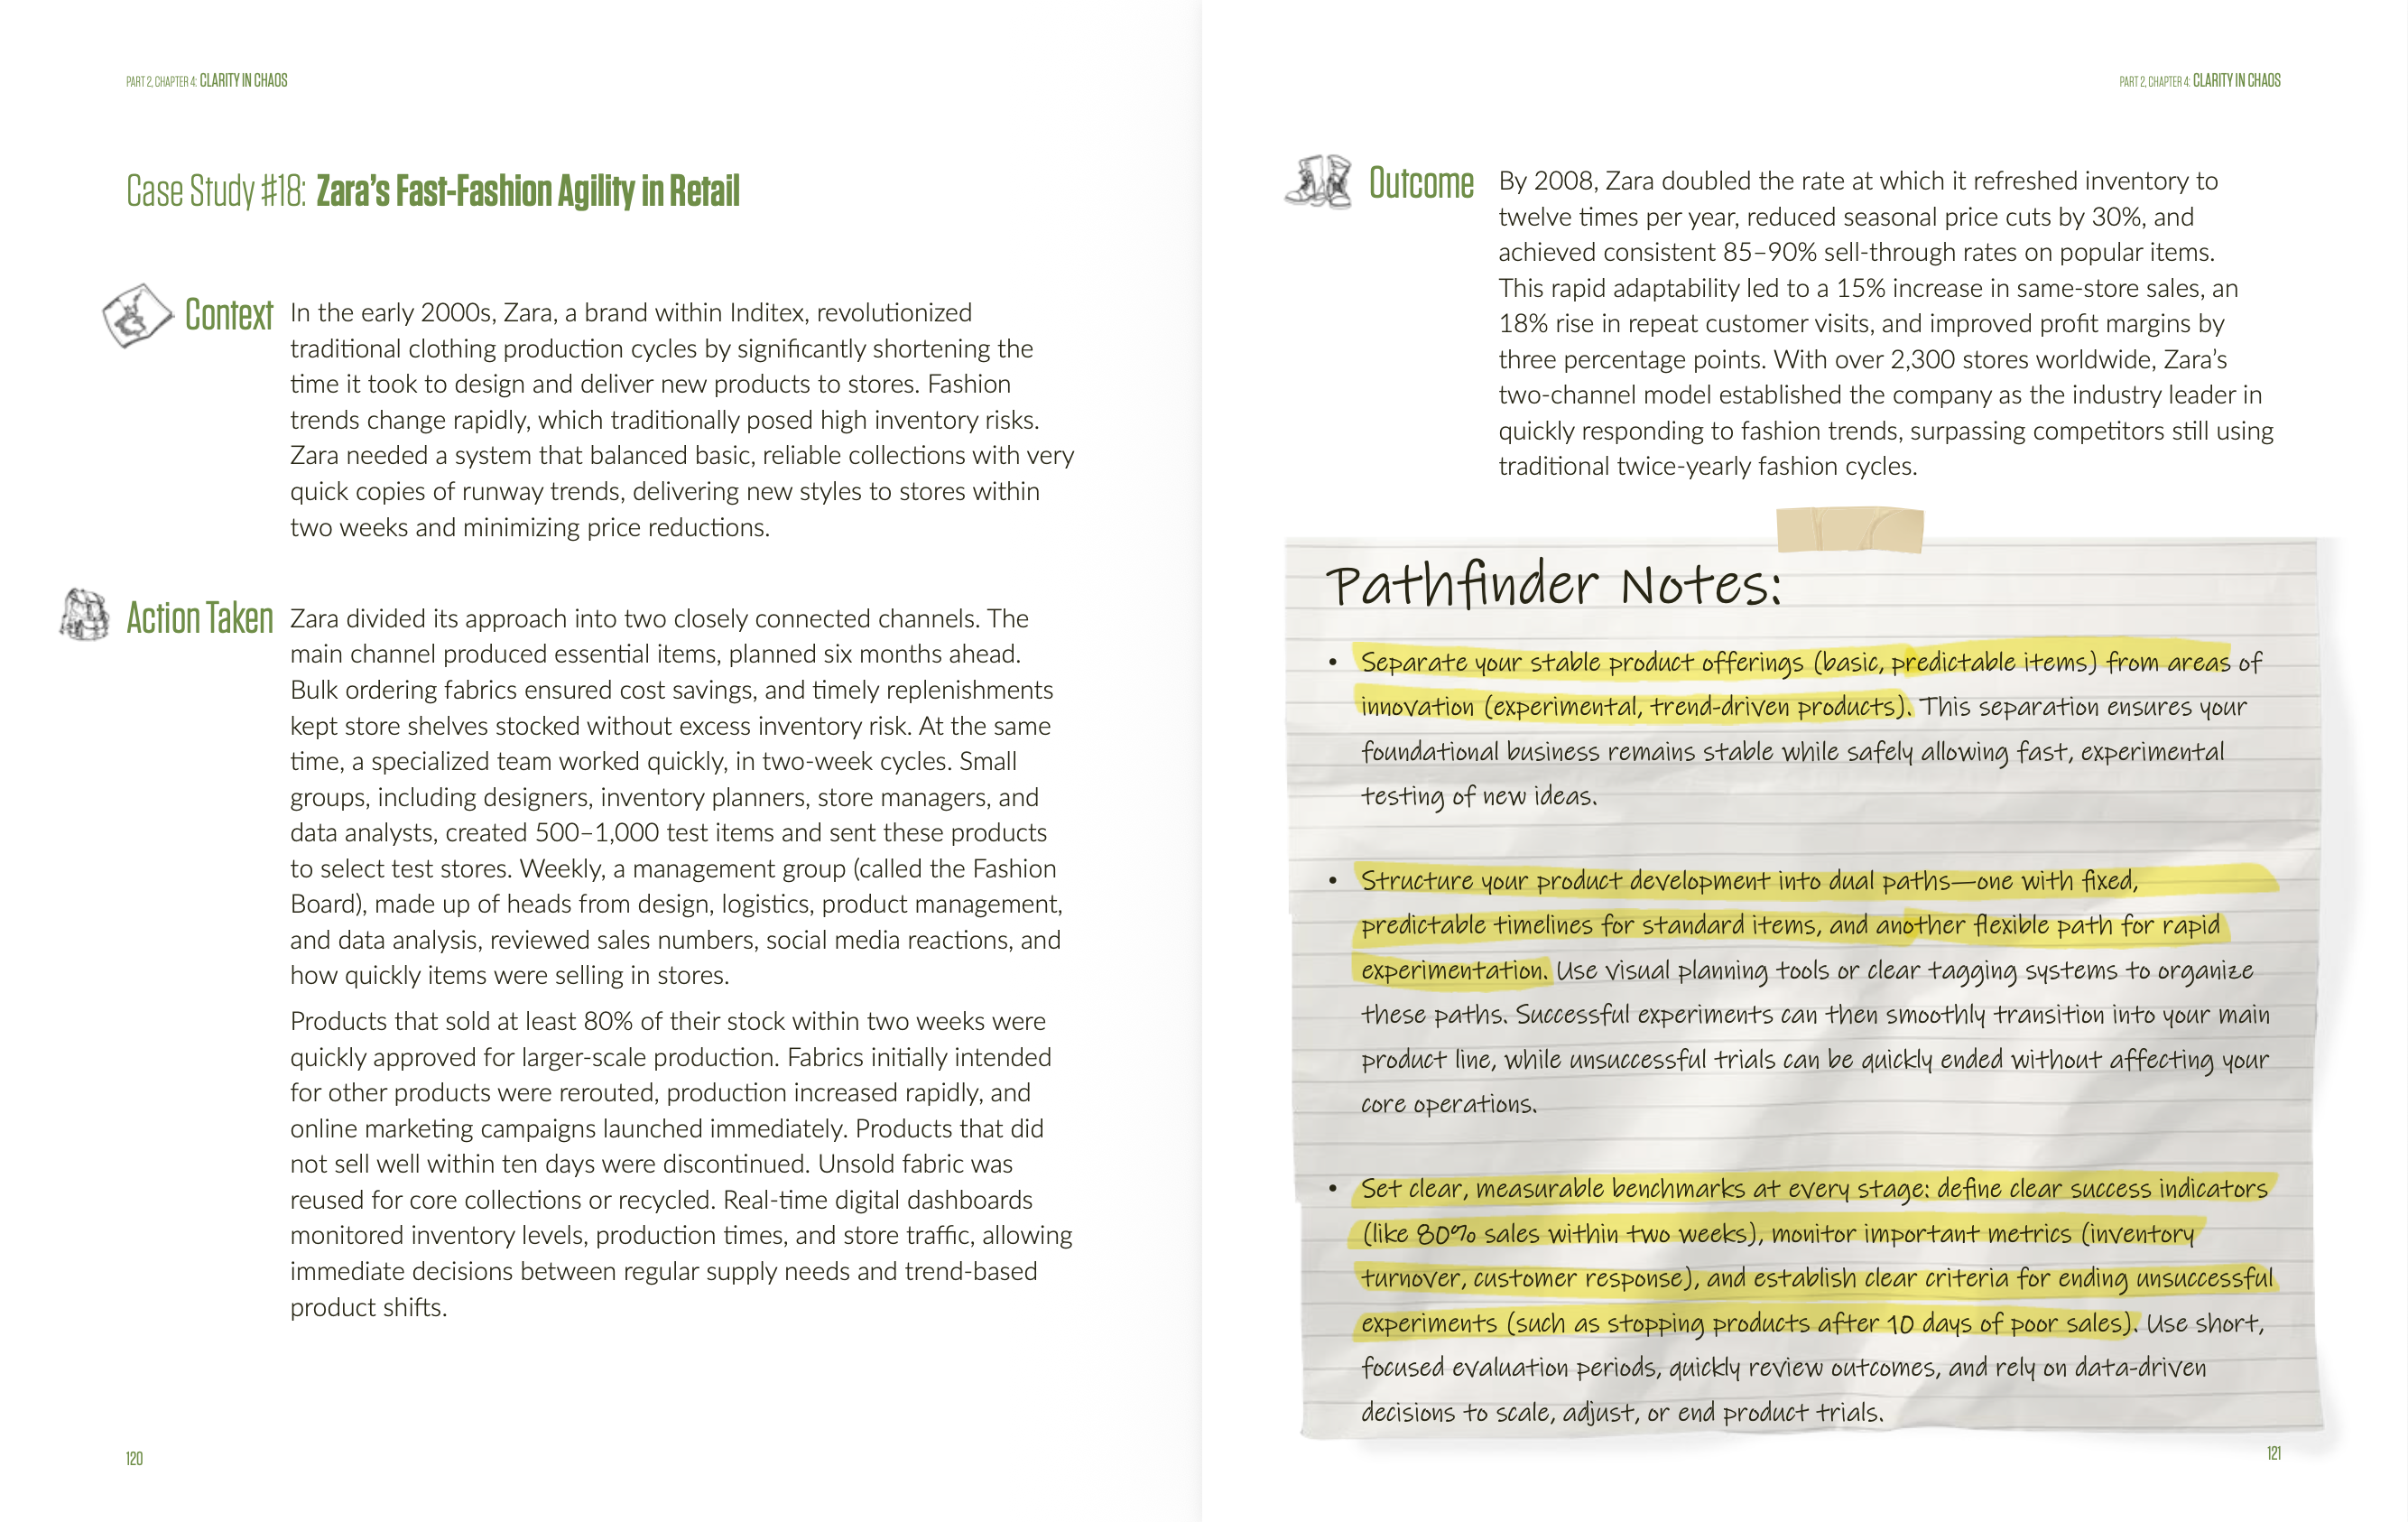 PART 2, CHAPTER 4: CLARITY IN CHAOS
Case Study #18: Zara's Fast-Fashion Agility in Retail
Context
In the early 2000s, Zara, a brand within Inditex, revolutionized
traditional clothing production cycles by significantly shortening the
time it took to design and deliver new products to stores. Fashion
trends change rapidly, which traditionally posed high inventory risks.
Zara needed a system that balanced basic, reliable collections with very
quick copies of runway trends, delivering new styles to stores within
two weeks and minimizing price reductions.
Action Taken
Zara divided its approach into two closely connected channels. The
main channel produced essential items, planned six months ahead.
Bulk ordering fabrics ensured cost savings, and timely replenishments
kept store shelves stocked without excess inventory risk. At the same
time, a specialized team worked quickly, in two-week cycles. Small
groups, including designers, inventory planners, store managers, and
data analysts, created 500–1,000 test items and sent these products
to select test stores. Weekly, a management group (called the Fashion
Board), made up of heads from design, logistics, product management,
and data analysis, reviewed sales numbers, social media reactions, and
how quickly items were selling in stores.
Products that sold at least 80% of their stock within two weeks were
quickly approved for larger-scale production. Fabrics initially intended
for other products were rerouted, production increased rapidly, and
online marketing campaigns launched immediately. Products that did
not sell well within ten days were discontinued. Unsold fabric was
reused for core collections or recycled. Real-time digital dashboards
monitored inventory levels, production times, and store traffic, allowing
immediate decisions between regular supply needs and trend-based
product shifts.
120
PART 2, CHAPTER 4: CLARITY IN CHAOS
Outcome
By 2008, Zara doubled the rate at which it refreshed inventory to
twelve times per year, reduced seasonal price cuts by 30%, and
achieved consistent 85–90% sell-through rates on popular items.
This rapid adaptability led to a 15% increase in same-store sales, an
18% rise in repeat customer visits, and improved profit margins by
three percentage points. With over 2,300 stores worldwide, Zara's
two-channel model established the company as the industry leader in
quickly responding to fashion trends, surpassing competitors still using
traditional twice-yearly fashion cycles.
Pathfinder Notes:
• Separate your stable product offerings (basic, predictable items) from areas of
innovation (experimental, trend-driven products). This separation ensures your
foundational business remains stable while safely allowing fast, experimental
testing of new ideas.
• Structure your product development into dual paths—one with fixed,
predictable timelines for standard items, and another flexible path for rapid
experimentation. Use visual planning tools or clear tagging systems to organize
these paths. Successful experiments can then smoothly transition into your main
product line, while unsuccessful trials can be quickly ended without affecting your
core operations.
• Set clear, measurable benchmarks at every stage: define clear success indicators
(like 80% sales within two weeks), monitor important metrics (inventory
turnover, customer response), and establish clear criteria for ending unsuccessful
experiments (such as stopping products after 10 days of poor sales). Use short,
focused evaluation periods, quickly review outcomes, and rely on data-driven
decisions to scale, adjust, or end product trials.
121